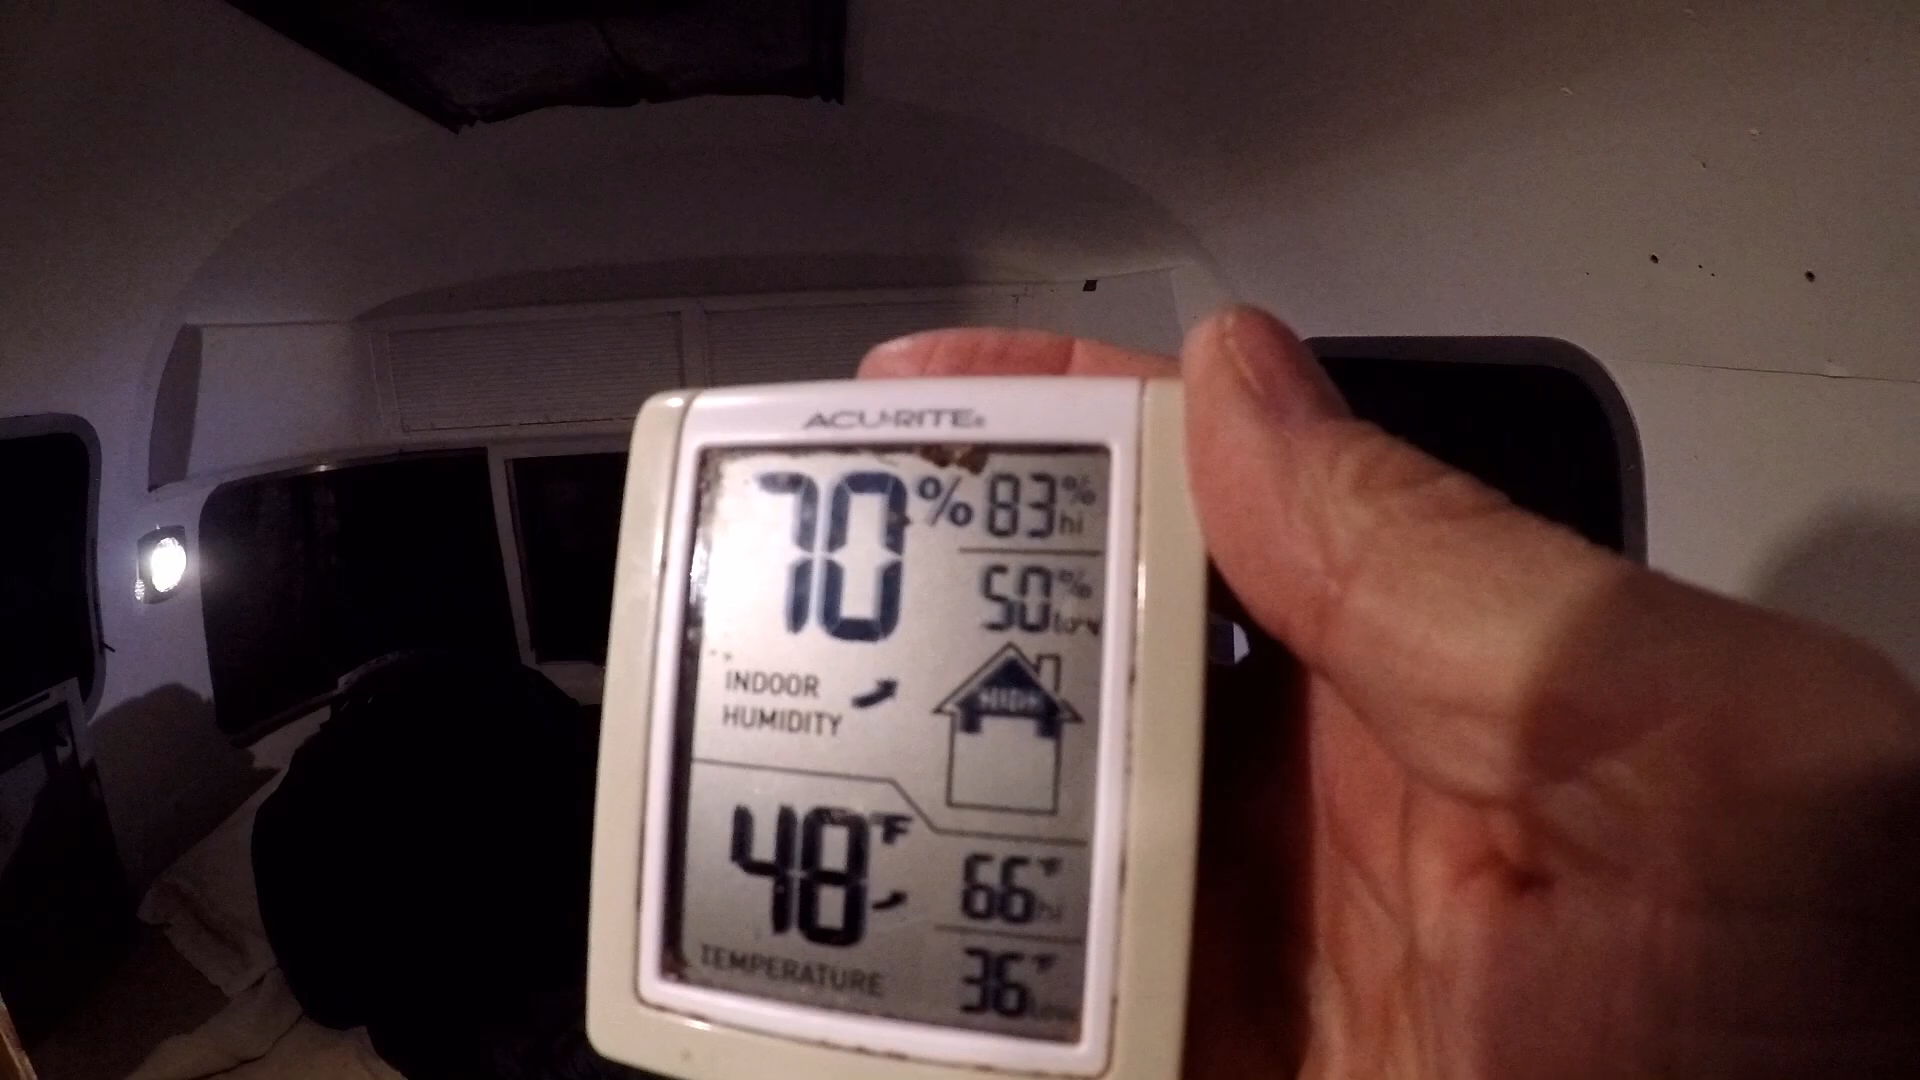 ACU·RITE
70% 83% hi
50% low
INDOOR
HUMIDITY
HIGH
48°F
66°F hi
TEMPERATURE
36°F low